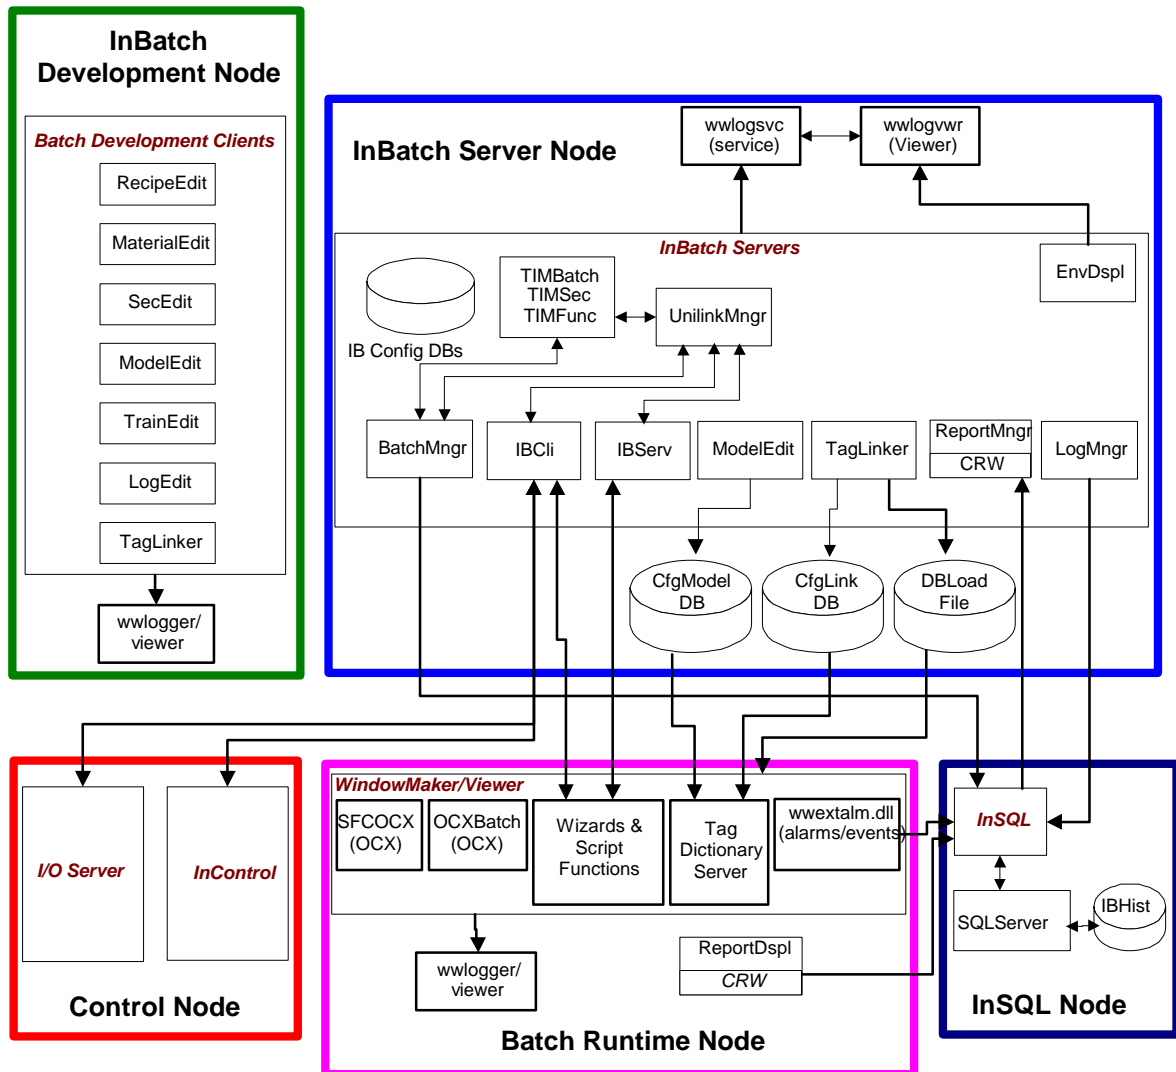 InBatch
Development Node
Batch Development Clients
RecipeEdit
MaterialEdit
SecEdit
ModelEdit
TrainEdit
LogEdit
TagLinker
wwlogger/
viewer
InBatch Server Node
wwlogsvc
(service)
wwlogvwr
(Viewer)
InBatch Servers
EnvDspl
IB Config DBs
TIMBatch
TIMSec
TIMFunc
UnilinkMngr
BatchMngr
IBCli
IBServ
ModelEdit
TagLinker
ReportMngr
CRW
LogMngr
CfgModel
DB
CfgLink
DB
DBLoad
File
I/O Server
InControl
Control Node
WindowMaker/Viewer
SFCOCX
(OCX)
OCXBatch
(OCX)
Wizards &
Script
Functions
Tag
Dictionary
Server
wwextalm.dll
(alarms/events)
wwlogger/
viewer
ReportDspl
CRW
Batch Runtime Node
InSQL
SQLServer
IBHist
InSQL Node